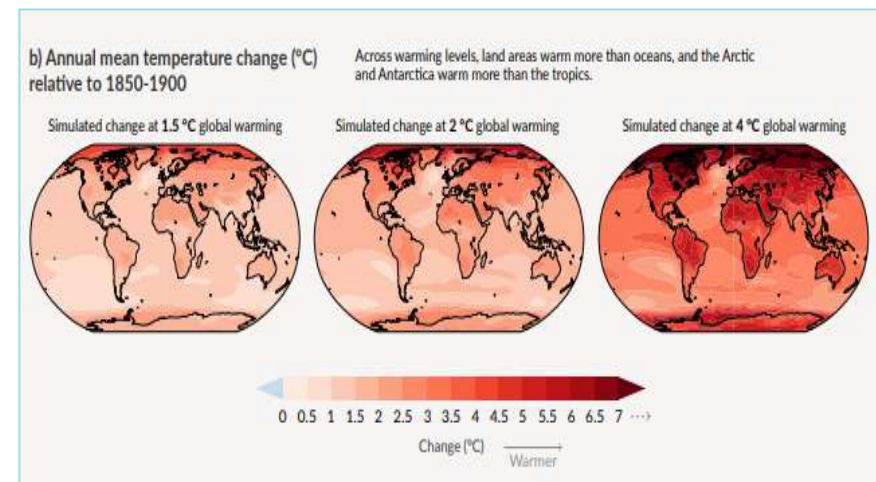 b) Annual mean temperature change (°C)
relative to 1850-1900
Across warming levels, land areas warm more than oceans, and the Arctic
and Antarctica warm more than the tropics.
Simulated change at 1.5 °C global warming
Simulated change at 2 °C global warming
Simulated change at 4 °C global warming
0 0.5 1 1.5 2 2.5 3 3.5 4 4.5 5 5.5 6 6.5 7
Change (°C)
Warmer